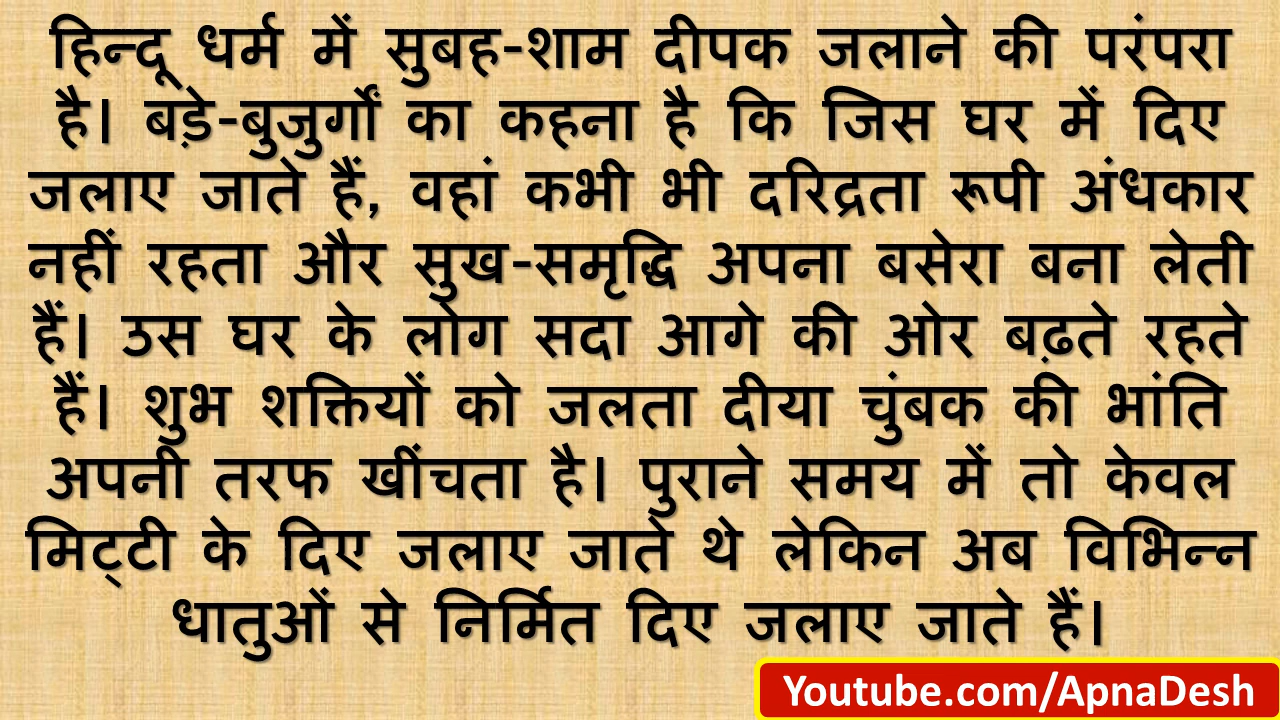 हिन्दू धर्म में सुबह-शाम दीपक जलाने की परंपरा
है। बड़े-बुजुर्गों का कहना है कि जिस घर में दिए
जलाए जाते हैं, वहां कभी भी दरिद्रता रूपी अंधकार
नहीं रहता और सुख-समृद्धि अपना बसेरा बना लेती
हैं। उस घर के लोग सदा आगे की ओर बढ़ते रहते
हैं। शुभ शक्तियों को जलता दीया चुंबक की भांति
अपनी तरफ खींचता है। पुराने समय में तो केवल
मिट्टी के दिए जलाए जाते थे लेकिन अब विभिन्न
धातुओं से निर्मित दिए जलाए जाते हैं।
Youtube.com/ApnaDesh